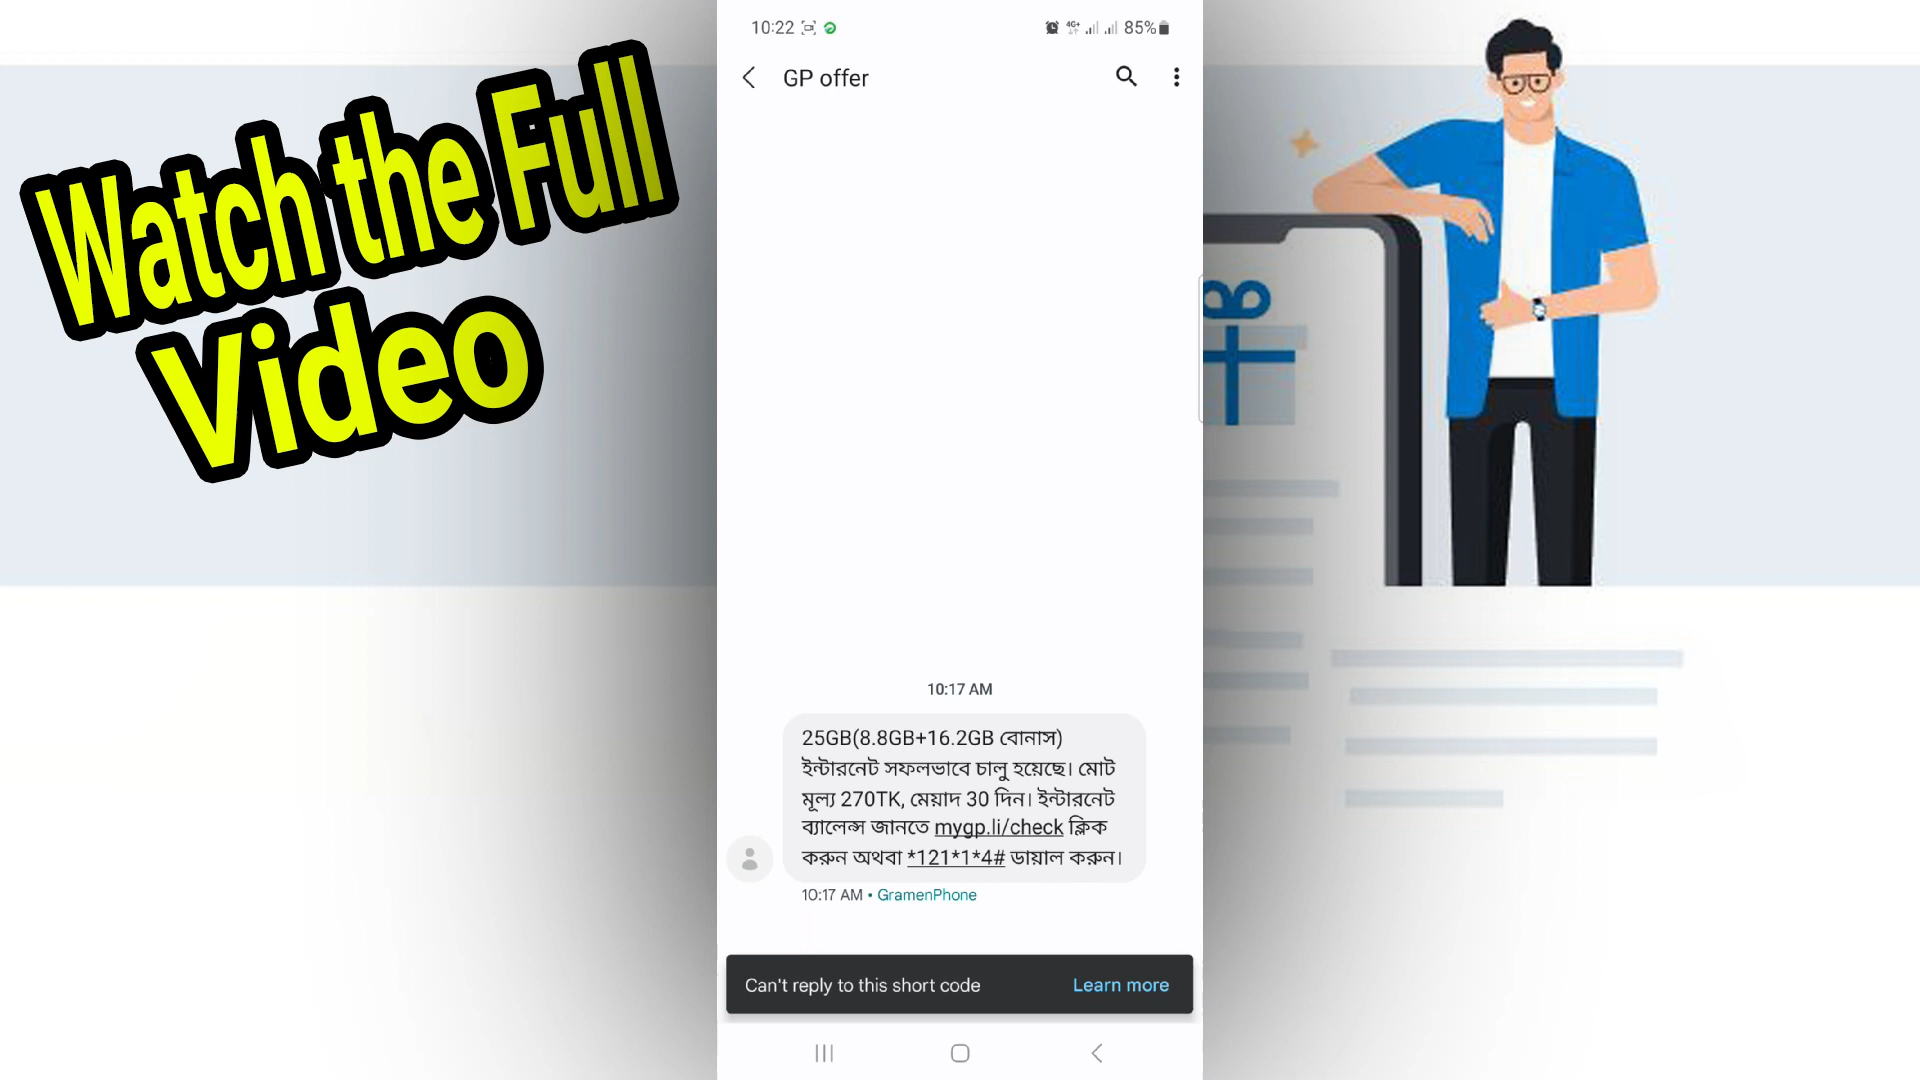 Watch the Full
Video
10:22
4G+
85%
GP offer
10:17 AM
25GB(8.8GB+16.2GB বোনাস)
ইন্টারনেট সফলভাবে চালু হয়েছে। মোট
মূল্য 270TK, মেয়াদ 30 দিন। ইন্টারনেট
ব্যালেন্স জানতে mygp.li/check ক্লিক
করুন অথবা *121*1*4# ডায়াল করুন।
10:17 AM • GramenPhone
Can't reply to this short code
Learn more